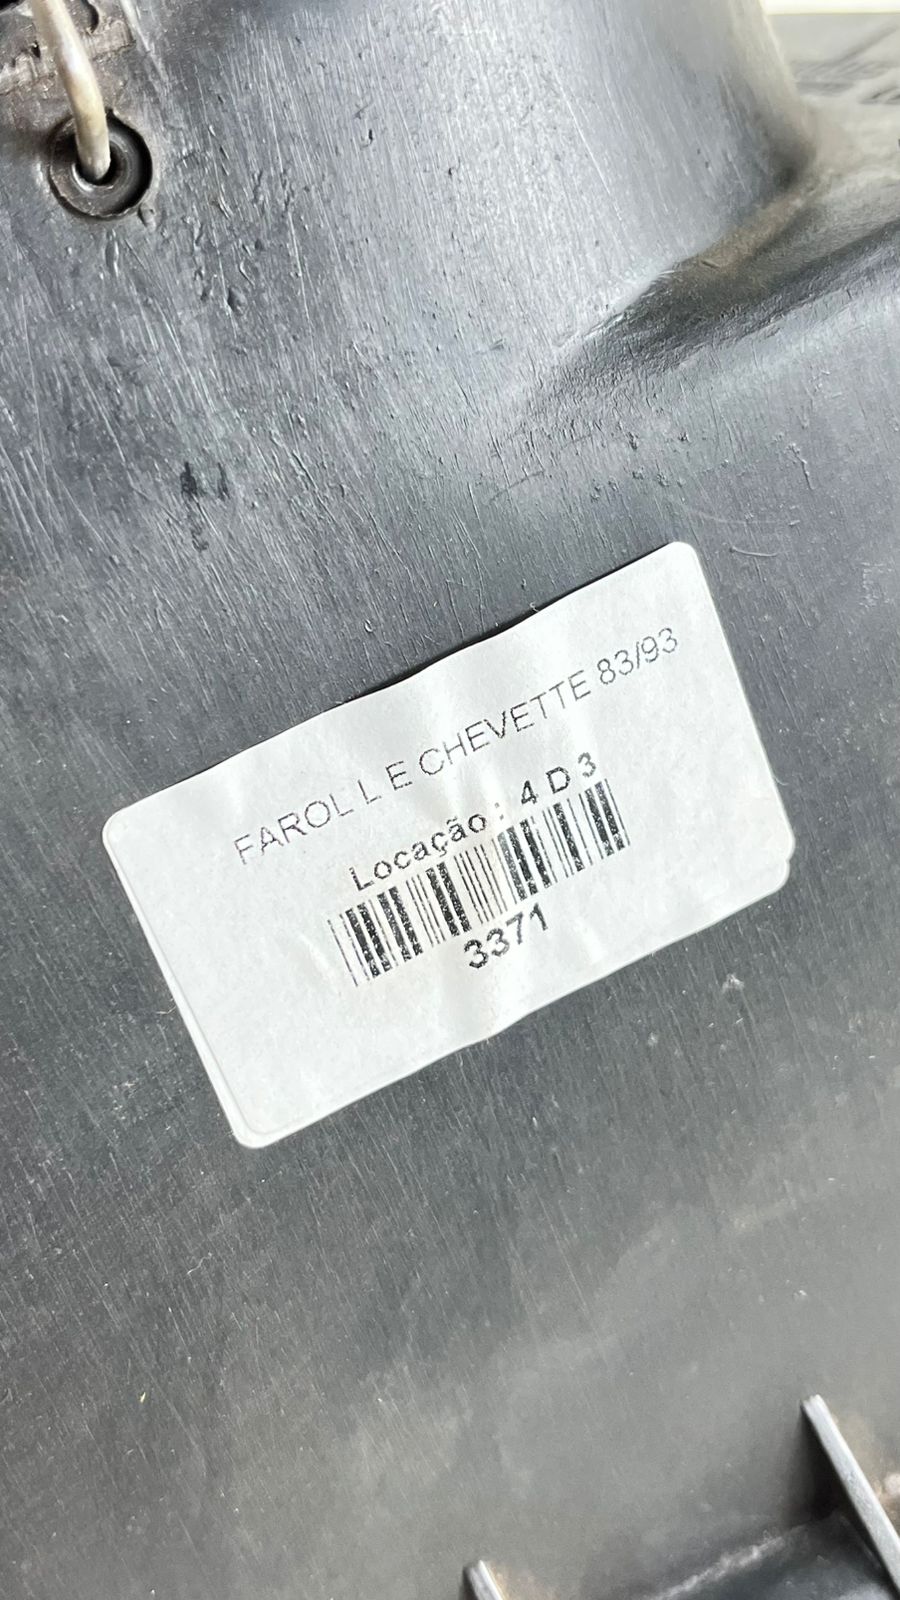 FAROL L E CHEVETTE 83/93
Locação: 4 D 3
3371